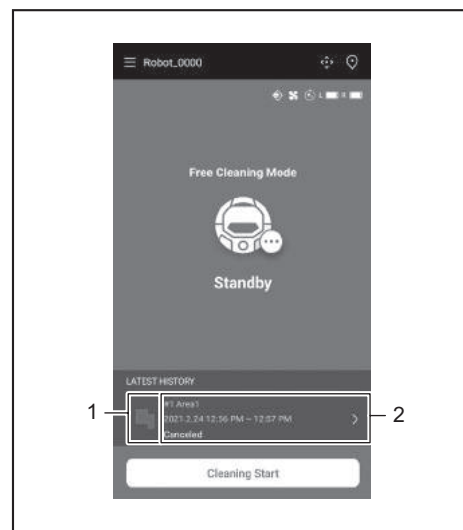 Robot_0000
L R
Free Cleaning Mode
Standby
LATEST HISTORY
#1 Area1
2021.2.24 12:56 PM ~ 12:57 PM
Canceled
1
2
Cleaning Start